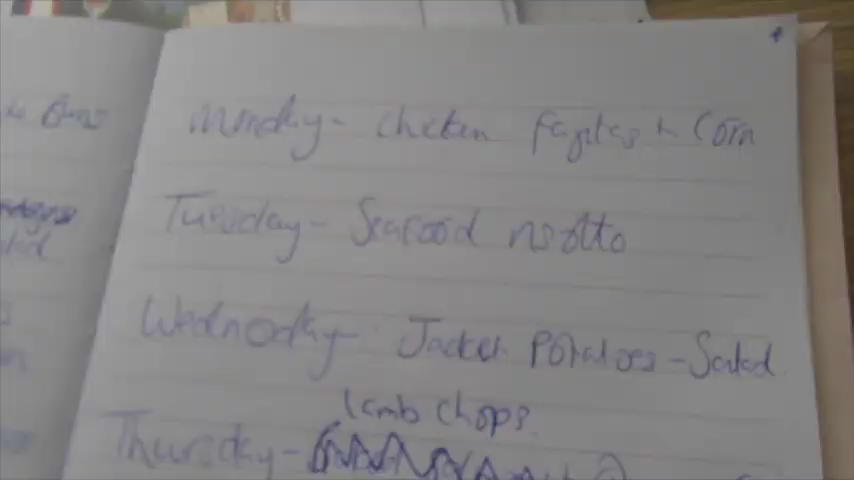 Monday - Chicken fajitas + Corn
Tuesday - Seafood risotto
Wednesday - Jacket Potatoes - Salad
lamb chops.
Thursday -